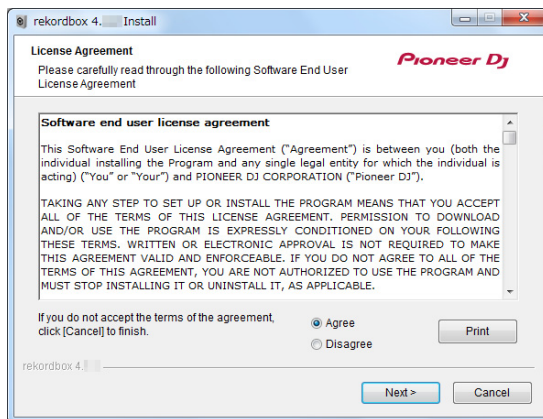 rekordbox 4. Install
License Agreement
Please carefully read through the following Software End User
License Agreement
Pioneer Dj
Software end user license agreement
This Software End User License Agreement ("Agreement") is between you (both the
individual installing the Program and any single legal entity for which the individual is
acting) ("You" or "Your") and PIONEER DJ CORPORATION ("Pioneer DJ").
TAKING ANY STEP TO SET UP OR INSTALL THE PROGRAM MEANS THAT YOU ACCEPT
ALL OF THE TERMS OF THIS LICENSE AGREEMENT. PERMISSION TO DOWNLOAD
AND/OR USE THE PROGRAM IS EXPRESSLY CONDITIONED ON YOUR FOLLOWING
THESE TERMS. WRITTEN OR ELECTRONIC APPROVAL IS NOT REQUIRED TO MAKE
THIS AGREEMENT VALID AND ENFORCEABLE. IF YOU DO NOT AGREE TO ALL OF THE
TERMS OF THIS AGREEMENT, YOU ARE NOT AUTHORIZED TO USE THE PROGRAM AND
MUST STOP INSTALLING IT OR UNINSTALL IT, AS APPLICABLE.
If you do not accept the terms of the agreement,
click [Cancel] to finish.
Agree
Disagree
Print
rekordbox 4.
Next >
Cancel